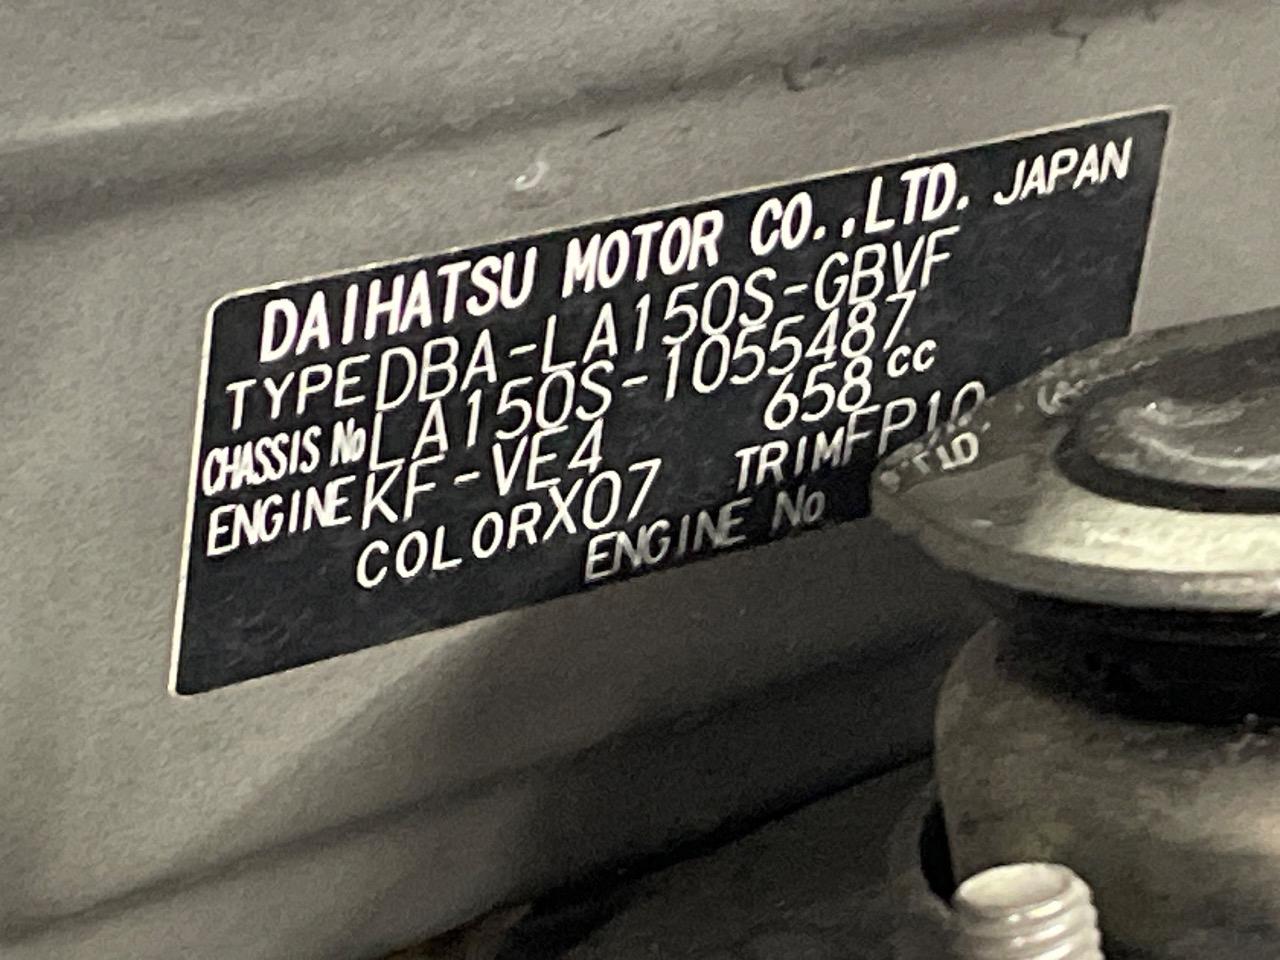 DAIHATSU MOTOR CO.,LTD. JAPAN
TYPE DBA-LA150S-GBVF
CHASSIS No LA150S-1055487
ENGINE KF-VE4 658 cc
COLOR X07 TRIM FP10
ENGINE No